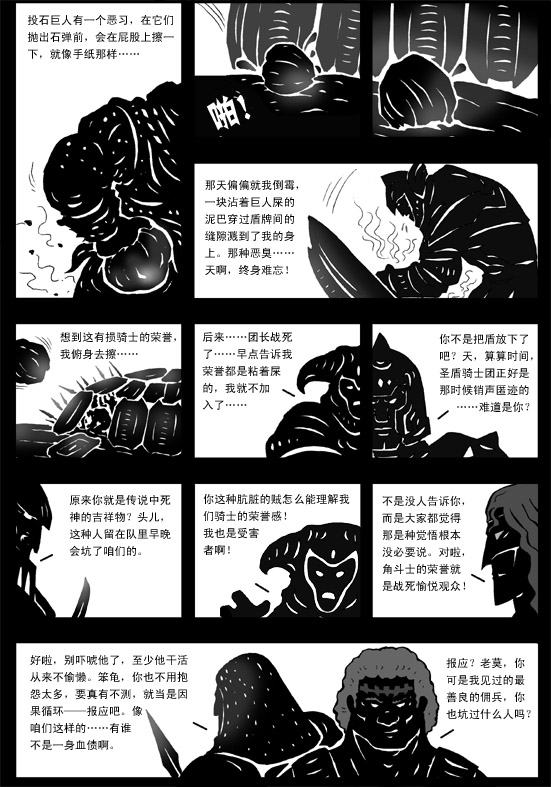 投石巨人有一个恶习，在它们
抛出石弹前，会在屁股上擦一
下，就像手纸那样……
啪！
那天偏偏就我倒霉，
一块沾着巨人屎的
泥巴穿过盾牌间的
缝隙溅到了我的身
上。那种恶臭……
天啊，终身难忘！
想到这有损骑士的荣誉，
我俯身去擦……
后来……团长战死
了……早点告诉我
荣誉都是粘着屎
的，我就不加
入了……
你不是把盾放下了
吧？天，算算时间，
圣盾骑士团正好是
那时候销声匿迹的
……难道是你？
原来你就是传说中死
神的吉祥物？头儿，
这种人留在队里早晚
会坑了咱们的。
你这种肮脏的贼怎么能理解我
们骑士的荣誉感！
我也是受害
者啊！
不是没人告诉你，
而是大家都觉得
那是种觉悟根本
没必要说。对啦，
角斗士的荣誉就
是战死愉悦观众！
好啦，别吓唬他了，至少他干活
从来不偷懒。笨龟，你也不用抱
怨太多，要真有不测，就当是因
果循环——报应吧。像
咱们这样的……有谁
不是一身血债啊。
报应？老莫，你
可是我见过的最
善良的佣兵，你
也坑过什么人吗？